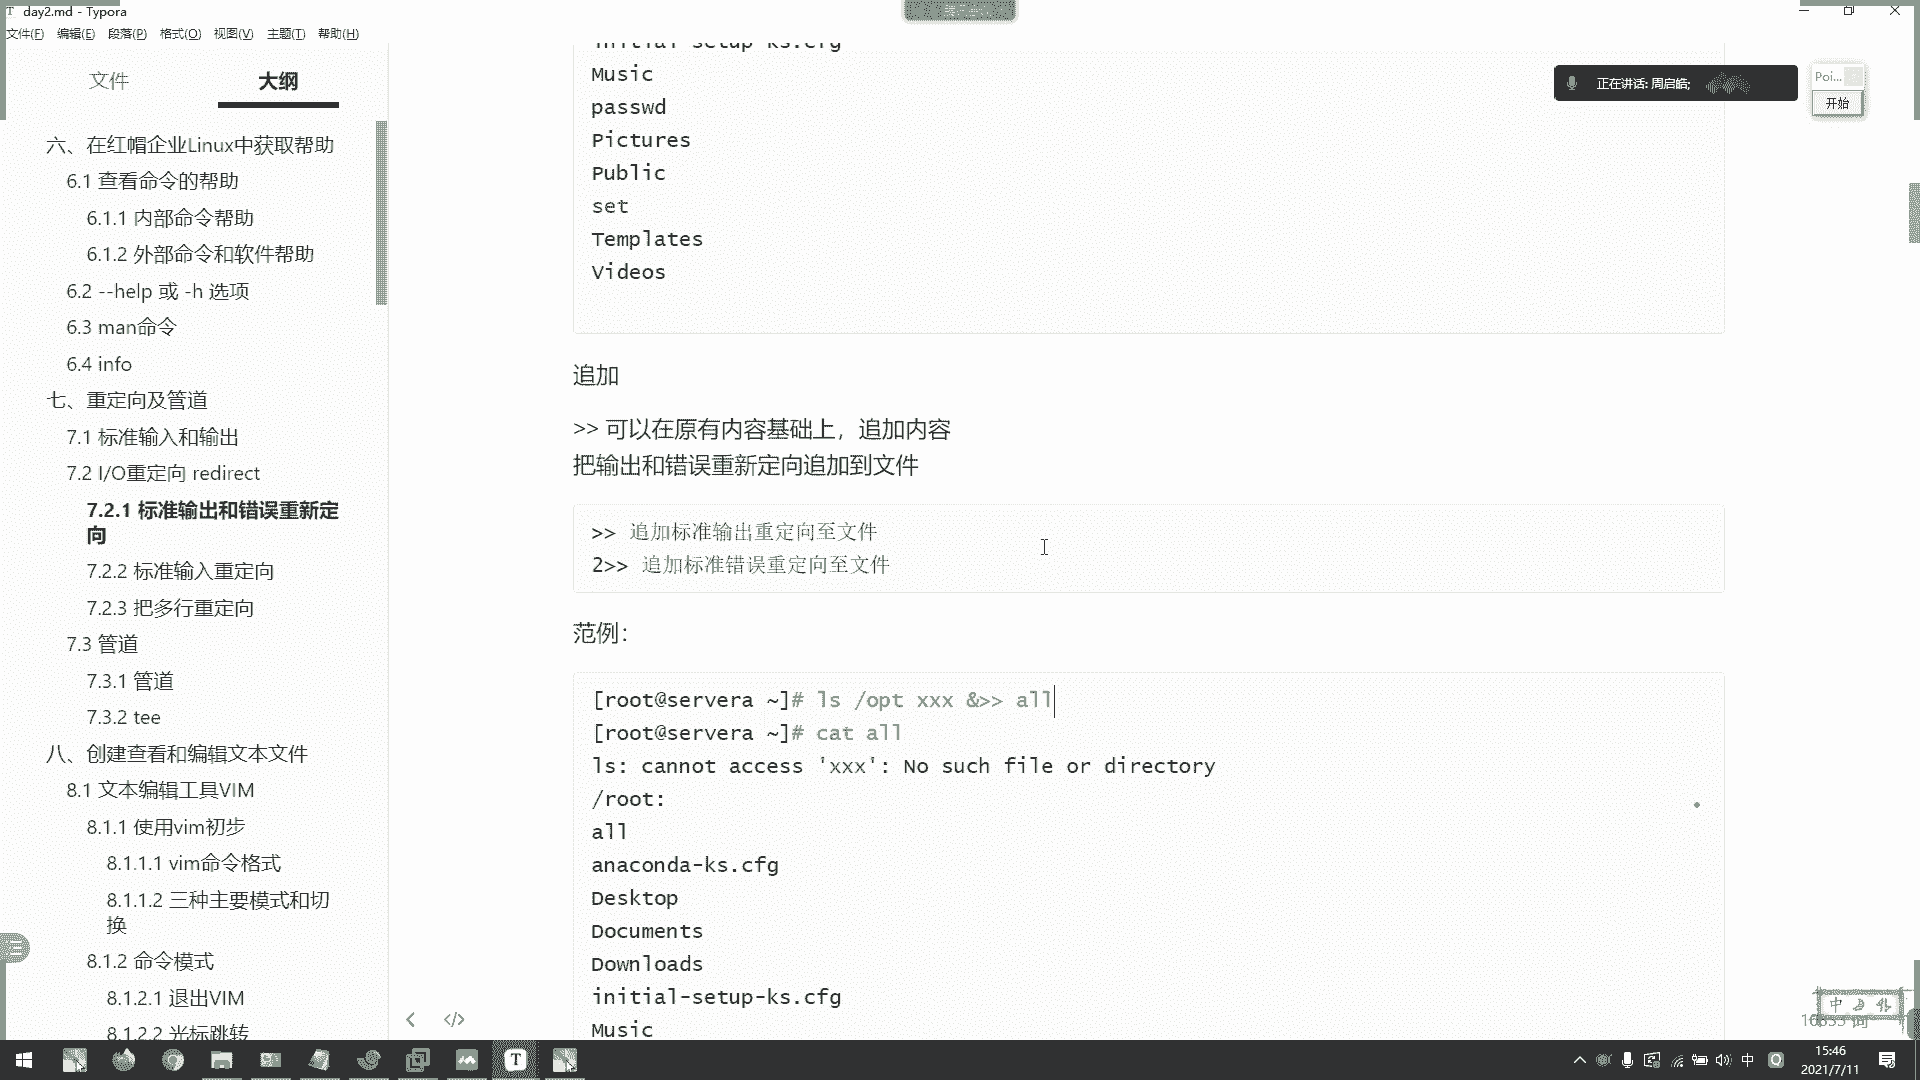 day2.md - Typora
文件(F) 编辑(E) 段落(P) 格式(O) 视图(V) 主题(T) 帮助(H)
文件 大纲
六、在红帽企业Linux中获取帮助
6.1 查看命令的帮助
6.1.1 内部命令帮助
6.1.2 外部命令和软件帮助
6.2 --help 或 -h 选项
6.3 man命令
6.4 info
七、重定向及管道
7.1 标准输入和输出
7.2 I/O重定向 redirect
7.2.1 标准输出和错误重新定
向
7.2.2 标准输入重定向
7.2.3 把多行重定向
7.3 管道
7.3.1 管道
7.3.2 tee
八、创建查看和编辑文本文件
8.1 文本编辑工具VIM
8.1.1 使用vim初步
8.1.1.1 vim命令格式
8.1.1.2 三种主要模式和切
换
8.1.2 命令模式
8.1.2.1 退出VIM
8.1.2.2 光标跳转
initial-setup-ks.cfg
Music
passwd
Pictures
Public
set
Templates
Videos
追加
>> 可以在原有内容基础上，追加内容
把输出和错误重新定向追加到文件
>> 追加标准输出重定向至文件
2>> 追加标准错误重定向至文件
范例：
[root@servera ~]# ls /opt xxx &>> all
[root@servera ~]# cat all
ls: cannot access 'xxx': No such file or directory
/root:
all
anaconda-ks.cfg
Desktop
Documents
Downloads
initial-setup-ks.cfg
Music
正在讲话: 周启皓;
Poi...
开始
中
15:46
2021/7/11